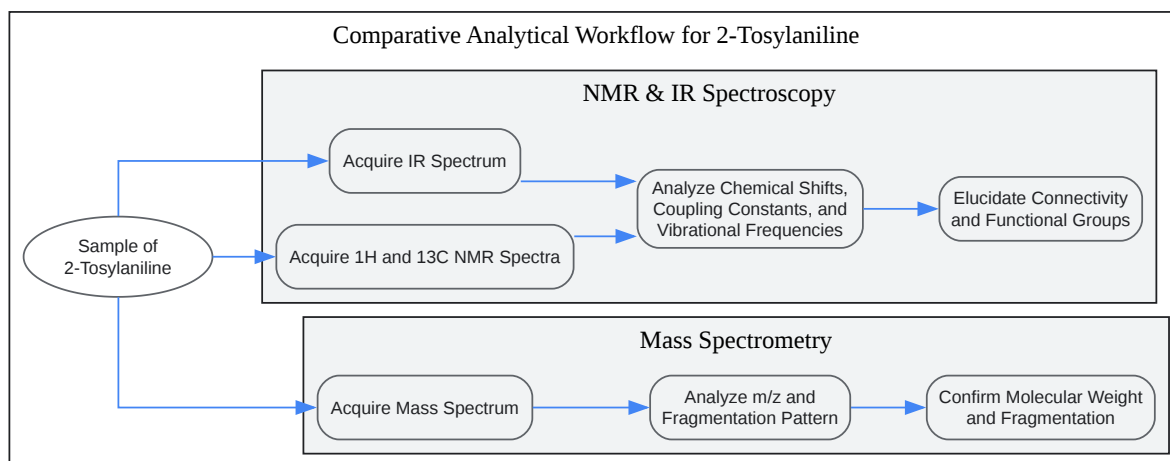 Comparative Analytical Workflow for 2-Tosylaniline
NMR & IR Spectroscopy
Acquire IR Spectrum
Analyze Chemical Shifts,
Coupling Constants, and
Vibrational Frequencies
Elucidate Connectivity
and Functional Groups
Sample of
2-Tosylaniline
Acquire 1H and 13C NMR Spectra
Mass Spectrometry
Acquire Mass Spectrum
Analyze m/z and
Fragmentation Pattern
Confirm Molecular Weight
and Fragmentation